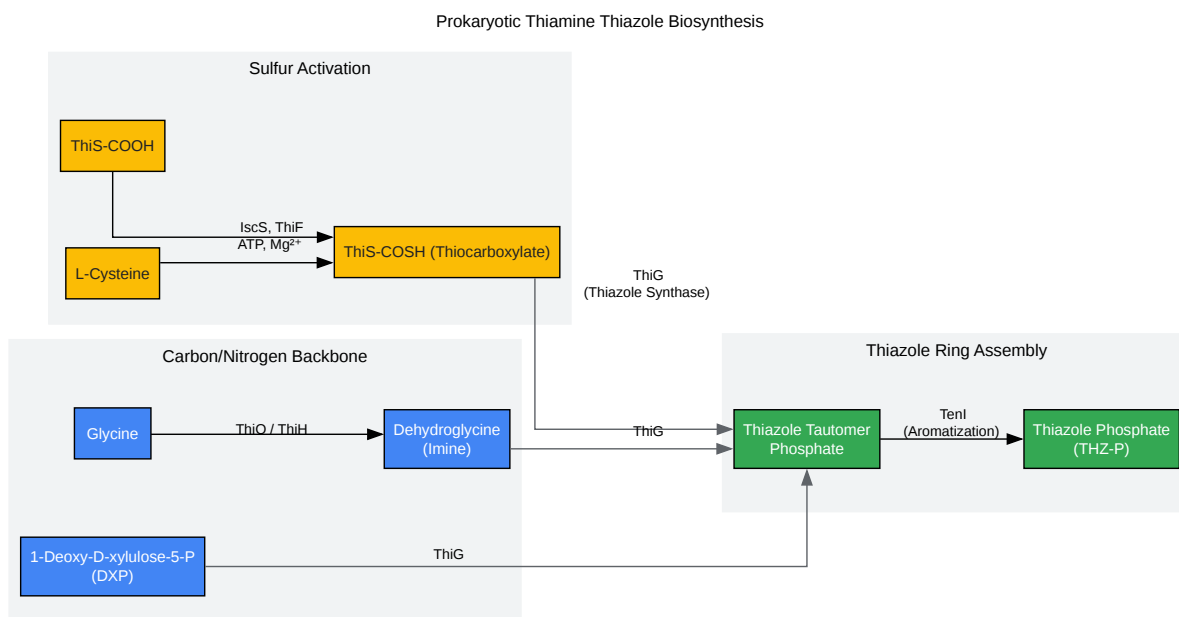 Prokaryotic Thiamine Thiazole Biosynthesis
Sulfur Activation
ThiS-COOH
IscS, ThiF
ATP, Mg²⁺
L-Cysteine
ThiS-COSH (Thiocarboxylate)
ThiG
(Thiazole Synthase)
Carbon/Nitrogen Backbone
Glycine
ThiO / ThiH
Dehydroglycine
(Imine)
ThiG
1-Deoxy-D-xylulose-5-P
(DXP)
ThiG
Thiazole Ring Assembly
Thiazole Tautomer
Phosphate
TenI
(Aromatization)
Thiazole Phosphate
(THZ-P)